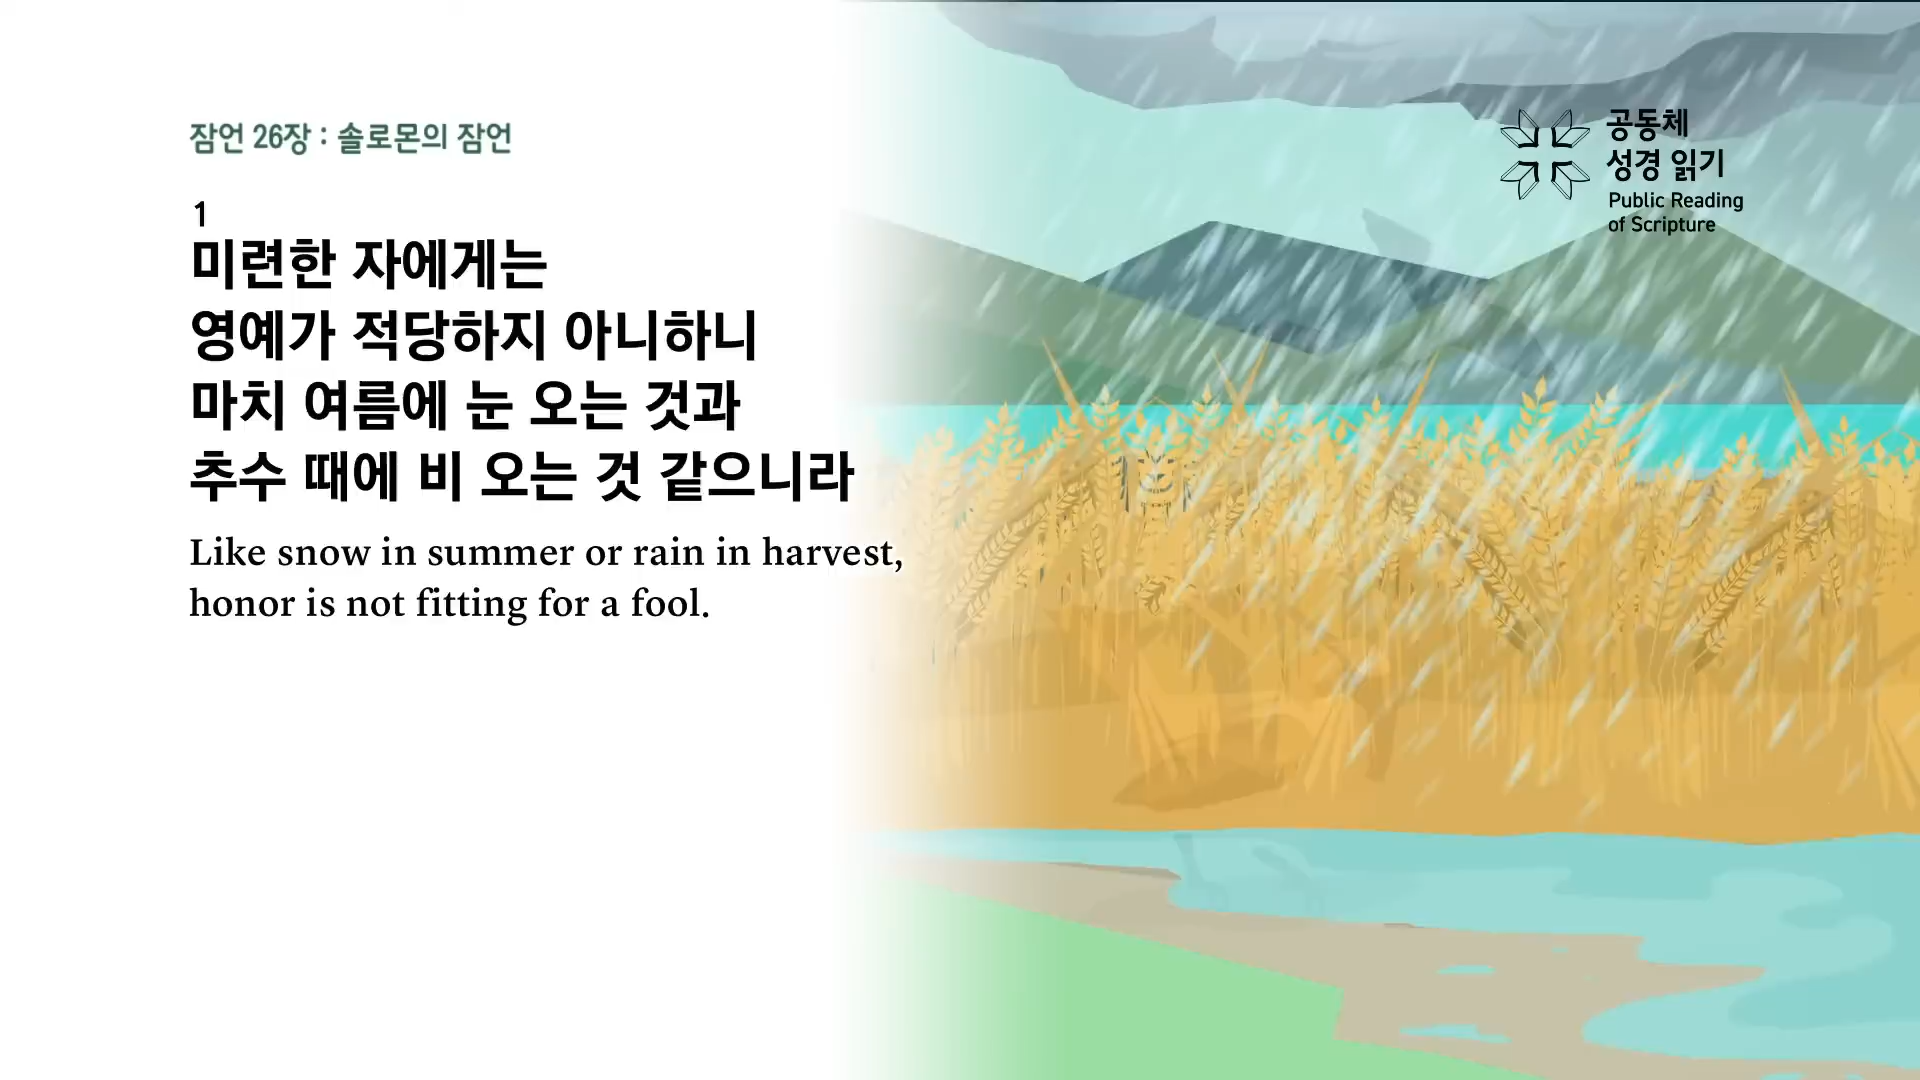 잠언 26장 : 솔로몬의 잠언
1
미련한 자에게는
영예가 적당하지 아니하니
마치 여름에 눈 오는 것과
추수 때에 비 오는 것 같으니라
Like snow in summer or rain in harvest,
honor is not fitting for a fool.
공동체
성경 읽기
Public Reading
of Scripture